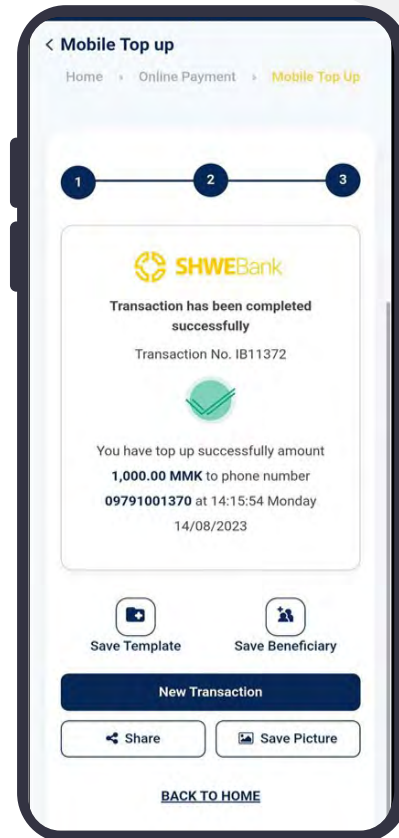 < Mobile Top up
Home › Online Payment › Mobile Top Up
1 2 3
SHWEBank
Transaction has been completed
successfully
Transaction No. IB11372
You have top up successfully amount
1,000.00 MMK to phone number
09791001370 at 14:15:54 Monday
14/08/2023
Save Template Save Beneficiary
New Transaction
Share Save Picture
BACK TO HOME